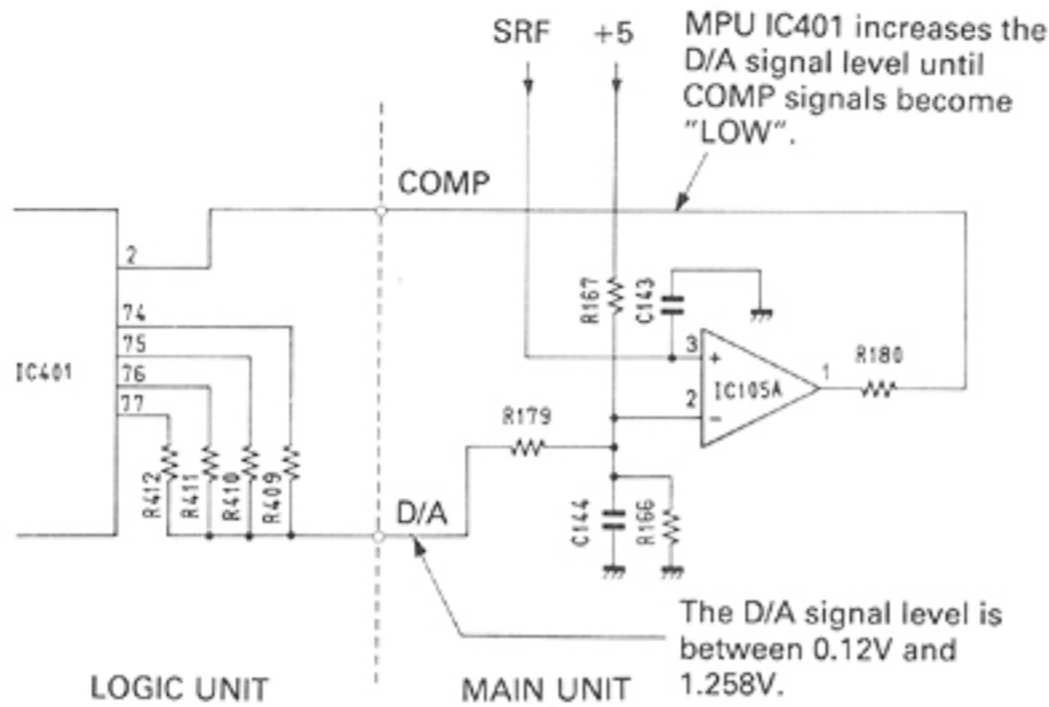 SRF +5
MPU IC401 increases the
D/A signal level until
COMP signals become
"LOW".
COMP
2
74
75
76
77
IC401
R412
R411
R410
R409
D/A
R167
C143
3
+
IC105A
2
−
1
R180
R179
C144
R166
The D/A signal level is
between 0.12V and
1.258V.
LOGIC UNIT
MAIN UNIT